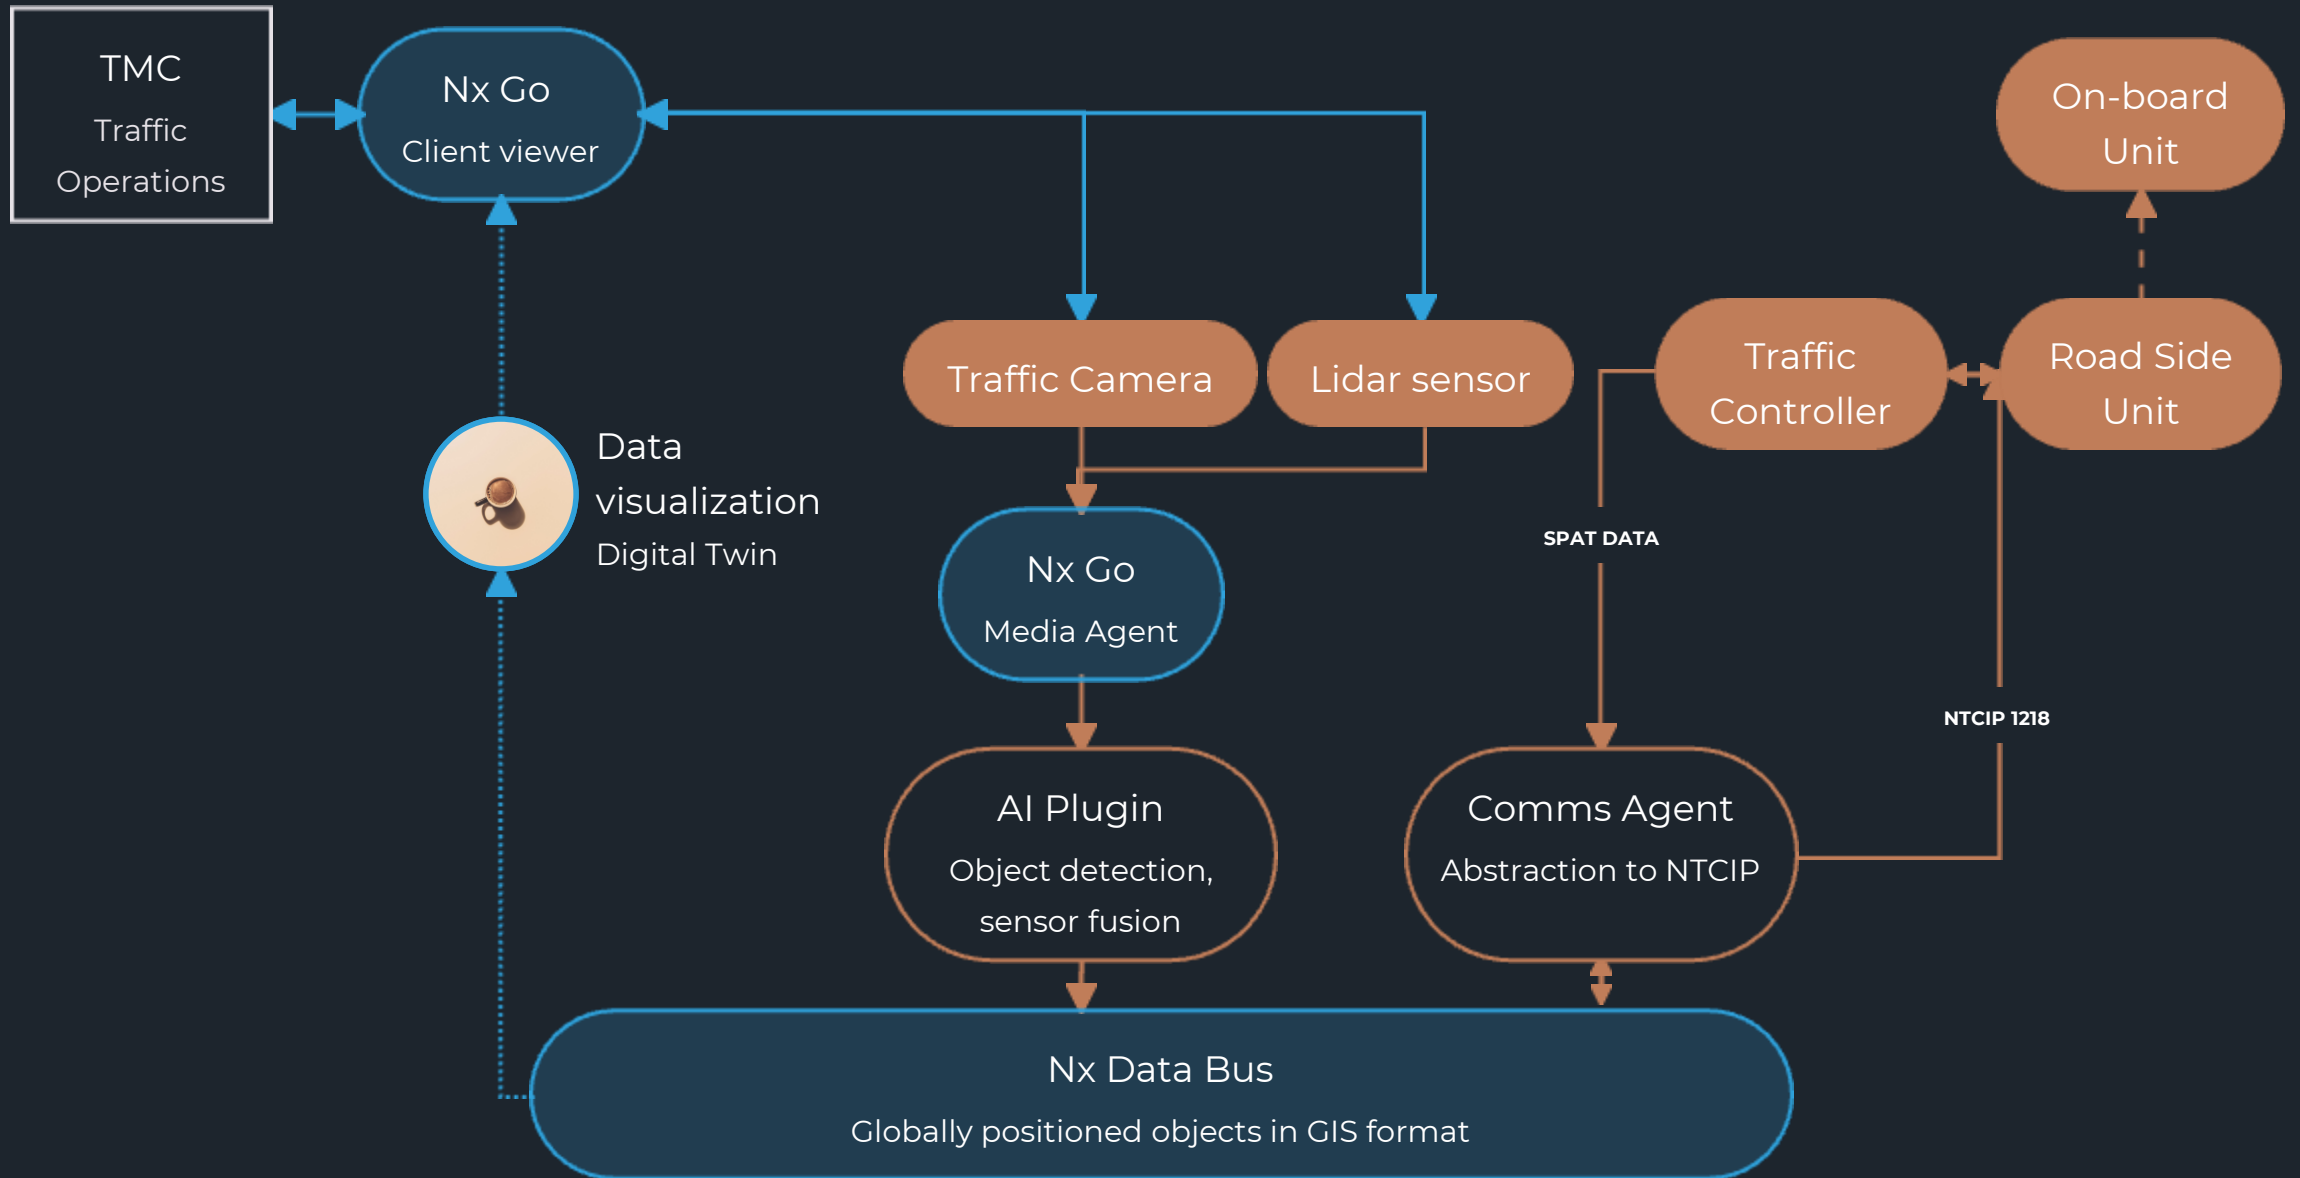 TMC
Traffic
Operations
Nx Go
Client viewer
On-board
Unit
Traffic Camera
Lidar sensor
Traffic
Controller
Road Side
Unit
Data
visualization
Digital Twin
Nx Go
Media Agent
SPAT DATA
NTCIP 1218
AI Plugin
Object detection,
sensor fusion
Comms Agent
Abstraction to NTCIP
Nx Data Bus
Globally positioned objects in GIS format